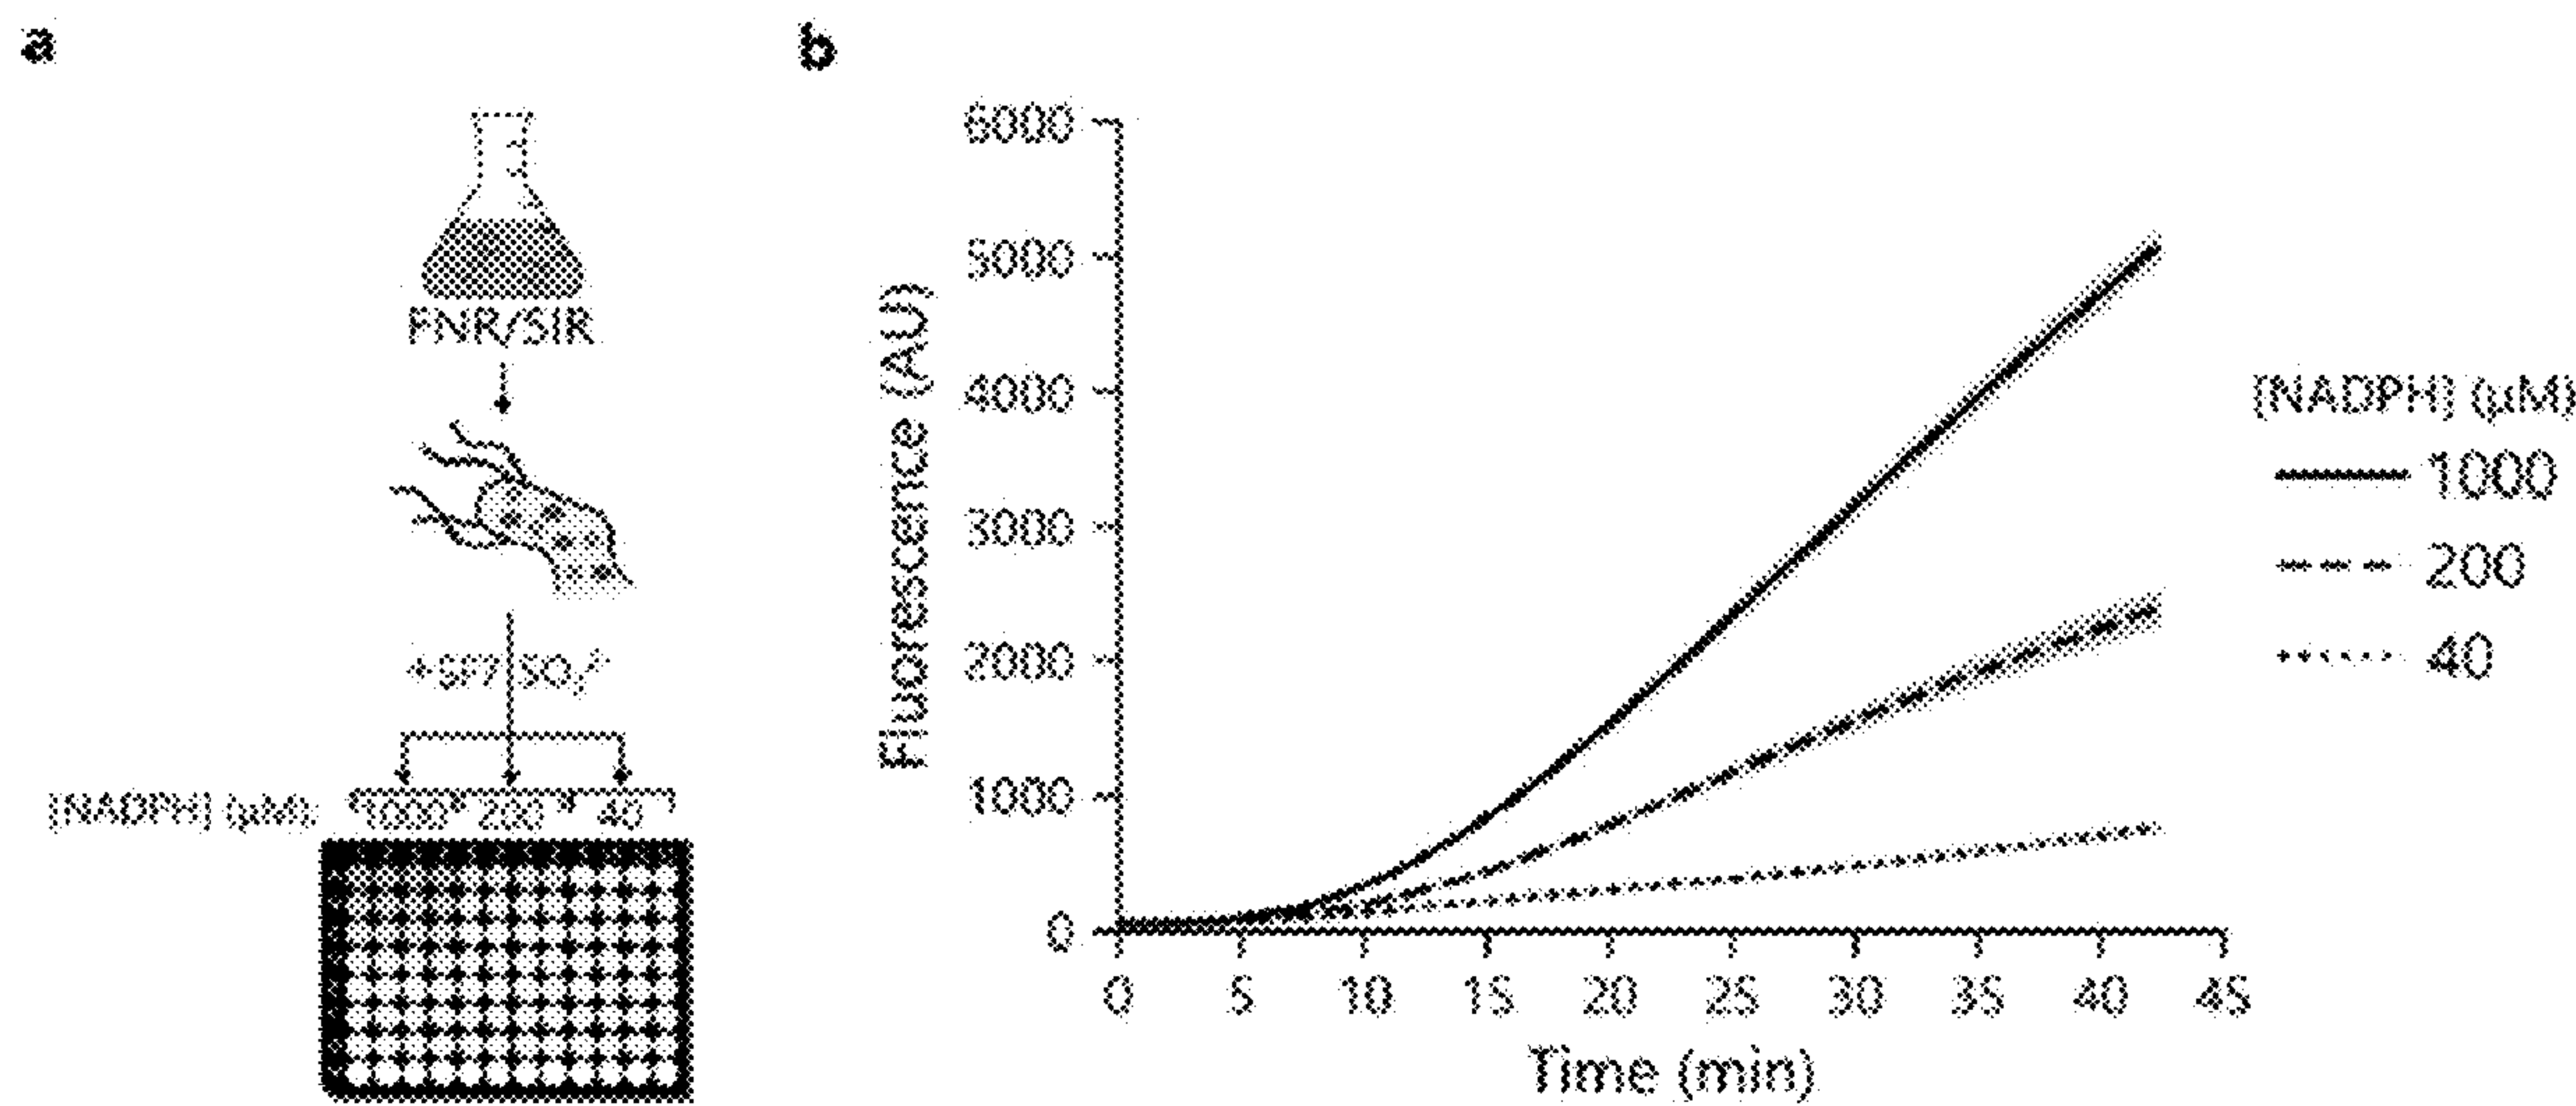 a
FNR/SIR
+SF7 SO₃²⁻
[NADPH] (μM): 1000 200 40
b
6000
5000
4000
3000
2000
1000
0
Fluorescence (AU)
0 5 10 15 20 25 30 35 40 45
Time (min)
[NADPH] (μM)
1000
200
40